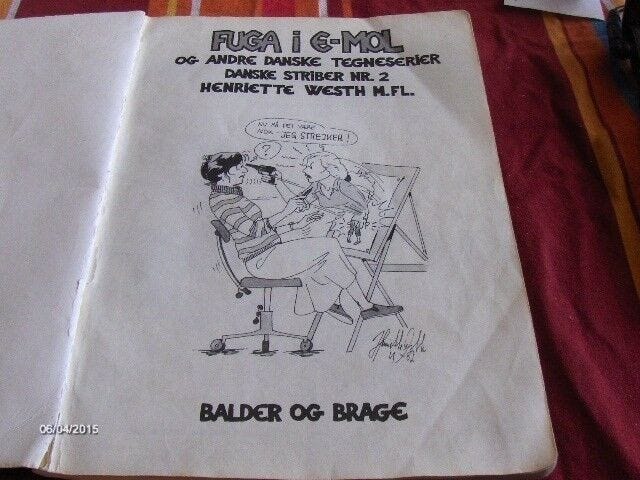 FUGA i E-MOL
OG ANDRE DANSKE TEGNESERIER
DANSKE STRIBER NR. 2
HENRIETTE WESTH M.FL.
NU MÅ DET VÆRE
NOK - JEG STREJKER!
?
BALDER OG BRAGE
06/04/2015